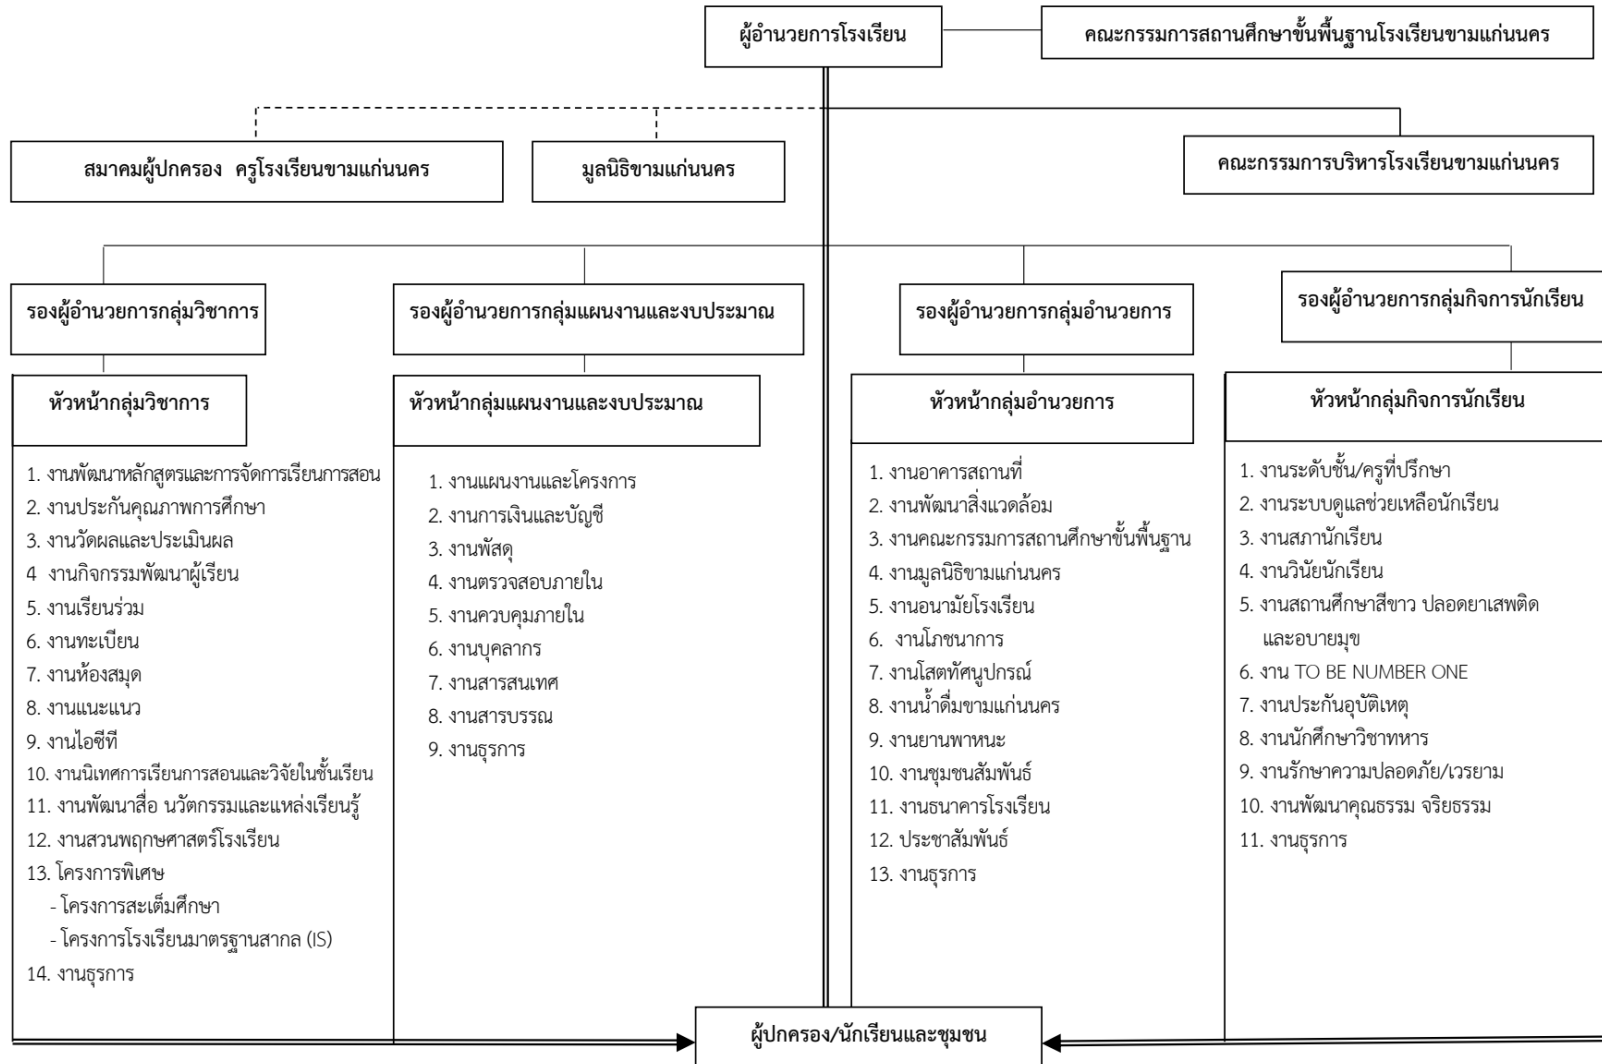 ผู้อำนวยการโรงเรียน
คณะกรรมการสถานศึกษาขั้นพื้นฐานโรงเรียนขามแก่นนคร
สมาคมผู้ปกครอง ครูโรงเรียนขามแก่นนคร
มูลนิธิขามแก่นนคร
คณะกรรมการบริหารโรงเรียนขามแก่นนคร
รองผู้อำนวยการกลุ่มวิชาการ
รองผู้อำนวยการกลุ่มแผนงานและงบประมาณ
รองผู้อำนวยการกลุ่มอำนวยการ
รองผู้อำนวยการกลุ่มกิจการนักเรียน
หัวหน้ากลุ่มวิชาการ
1. งานพัฒนาหลักสูตรและการจัดการเรียนการสอน
2. งานประกันคุณภาพการศึกษา
3. งานวัดผลและประเมินผล
4 งานกิจกรรมพัฒนาผู้เรียน
5. งานเรียนร่วม
6. งานทะเบียน
7. งานห้องสมุด
8. งานแนะแนว
9. งานไอซีที
10. งานนิเทศการเรียนการสอนและวิจัยในชั้นเรียน
11. งานพัฒนาสื่อ นวัตกรรมและแหล่งเรียนรู้
12. งานสวนพฤกษศาสตร์โรงเรียน
13. โครงการพิเศษ
- โครงการสะเต็มศึกษา
- โครงการโรงเรียนมาตรฐานสากล (IS)
14. งานธุรการ
หัวหน้ากลุ่มแผนงานและงบประมาณ
1. งานแผนงานและโครงการ
2. งานการเงินและบัญชี
3. งานพัสดุ
4. งานตรวจสอบภายใน
5. งานควบคุมภายใน
6. งานบุคลากร
7. งานสารสนเทศ
8. งานสารบรรณ
9. งานธุรการ
หัวหน้ากลุ่มอำนวยการ
1. งานอาคารสถานที่
2. งานพัฒนาสิ่งแวดล้อม
3. งานคณะกรรมการสถานศึกษาขั้นพื้นฐาน
4. งานมูลนิธิขามแก่นนคร
5. งานอนามัยโรงเรียน
6. งานโภชนาการ
7. งานโสตทัศนูปกรณ์
8. งานน้ำดื่มขามแก่นนคร
9. งานยานพาหนะ
10. งานชุมชนสัมพันธ์
11. งานธนาคารโรงเรียน
12. ประชาสัมพันธ์
13. งานธุรการ
หัวหน้ากลุ่มกิจการนักเรียน
1. งานระดับชั้น/ครูที่ปรึกษา
2. งานระบบดูแลช่วยเหลือนักเรียน
3. งานสภานักเรียน
4. งานวินัยนักเรียน
5. งานสถานศึกษาสีขาว ปลอดยาเสพติด
และอบายมุข
6. งาน TO BE NUMBER ONE
7. งานประกันอุบัติเหตุ
8. งานนักศึกษาวิชาทหาร
9. งานรักษาความปลอดภัย/เวรยาม
10. งานพัฒนาคุณธรรม จริยธรรม
11. งานธุรการ
ผู้ปกครอง/นักเรียนและชุมชน